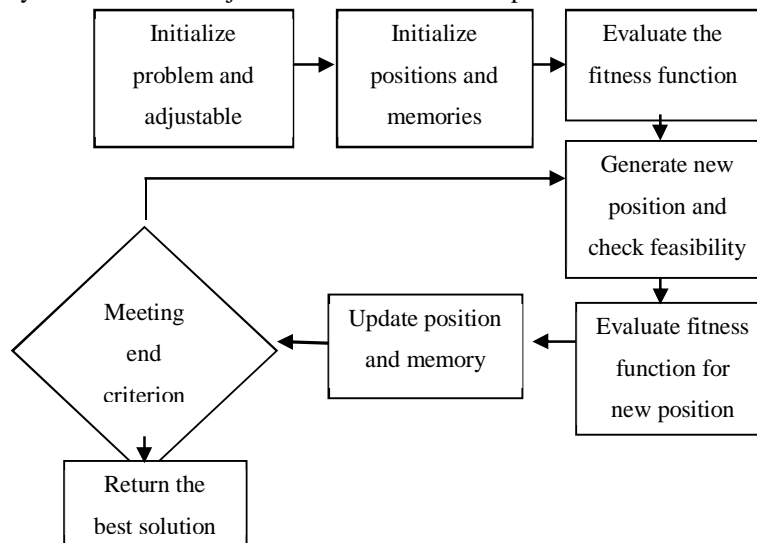 Initialize
problem and
adjustable
Initialize
positions and
memories
Evaluate the
fitness function
Generate new
position and
check feasibility
Evaluate fitness
function for
new position
Update position
and memory
Meeting
end
criterion
Return the
best solution